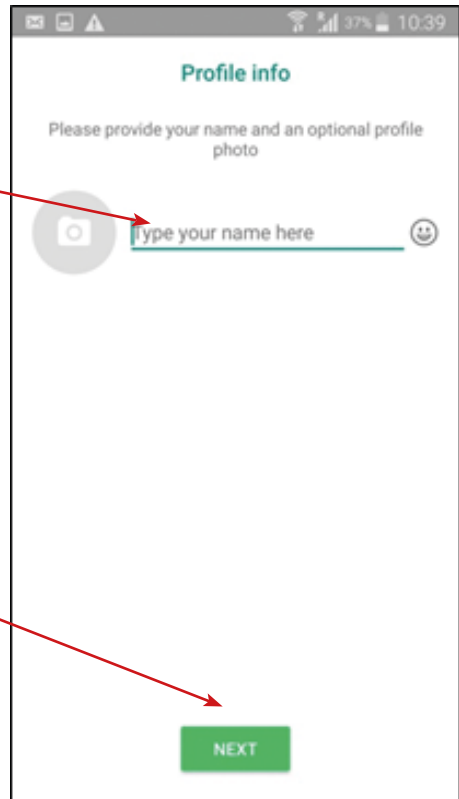 37% 10:39
Profile info
Please provide your name and an optional profile
photo
Type your name here
NEXT